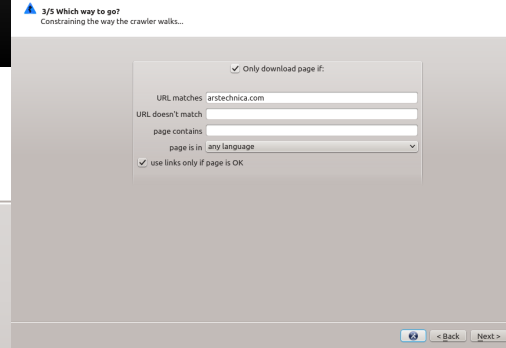 3/5 Which way to go?
Constraining the way the crawler walks...
Only download page if:
URL matches arstechnica.com
URL doesn't match
page contains
page is in any language
use links only if page is OK
< Back Next >